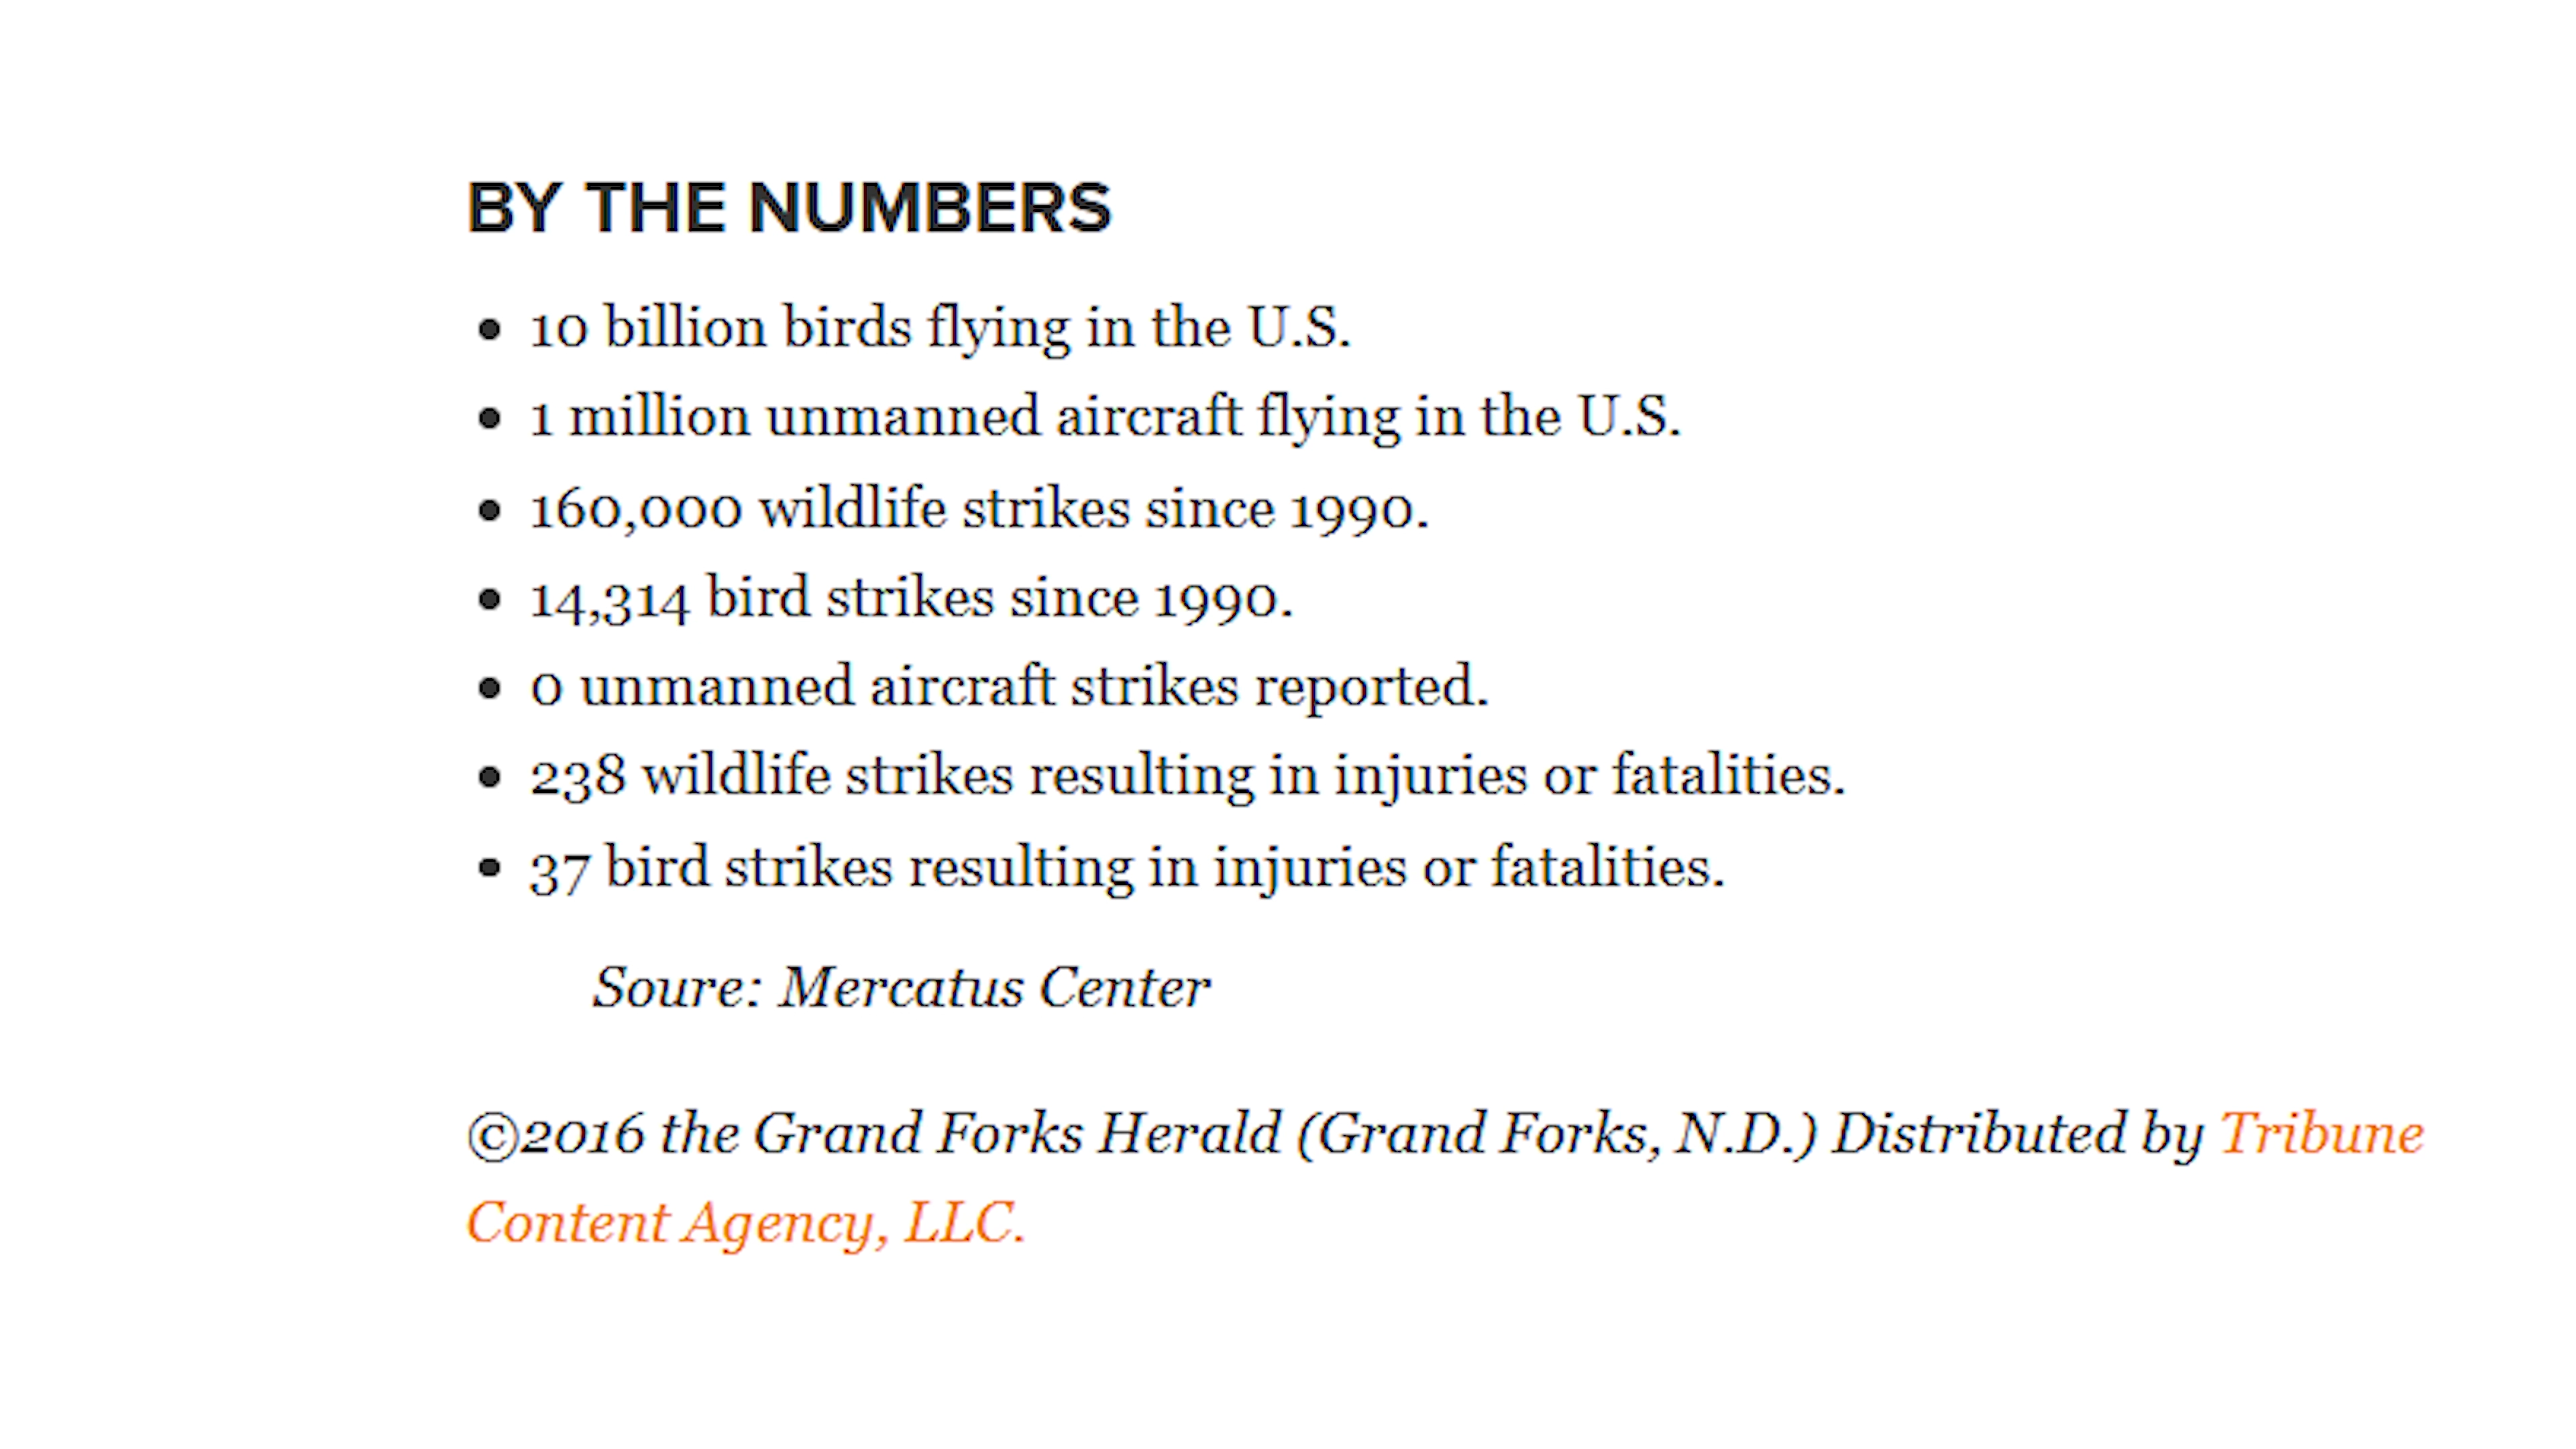 BY THE NUMBERS
• 10 billion birds flying in the U.S.
• 1 million unmanned aircraft flying in the U.S.
• 160,000 wildlife strikes since 1990.
• 14,314 bird strikes since 1990.
• 0 unmanned aircraft strikes reported.
• 238 wildlife strikes resulting in injuries or fatalities.
• 37 bird strikes resulting in injuries or fatalities.
Soure: Mercatus Center
©2016 the Grand Forks Herald (Grand Forks, N.D.) Distributed by Tribune
Content Agency, LLC.